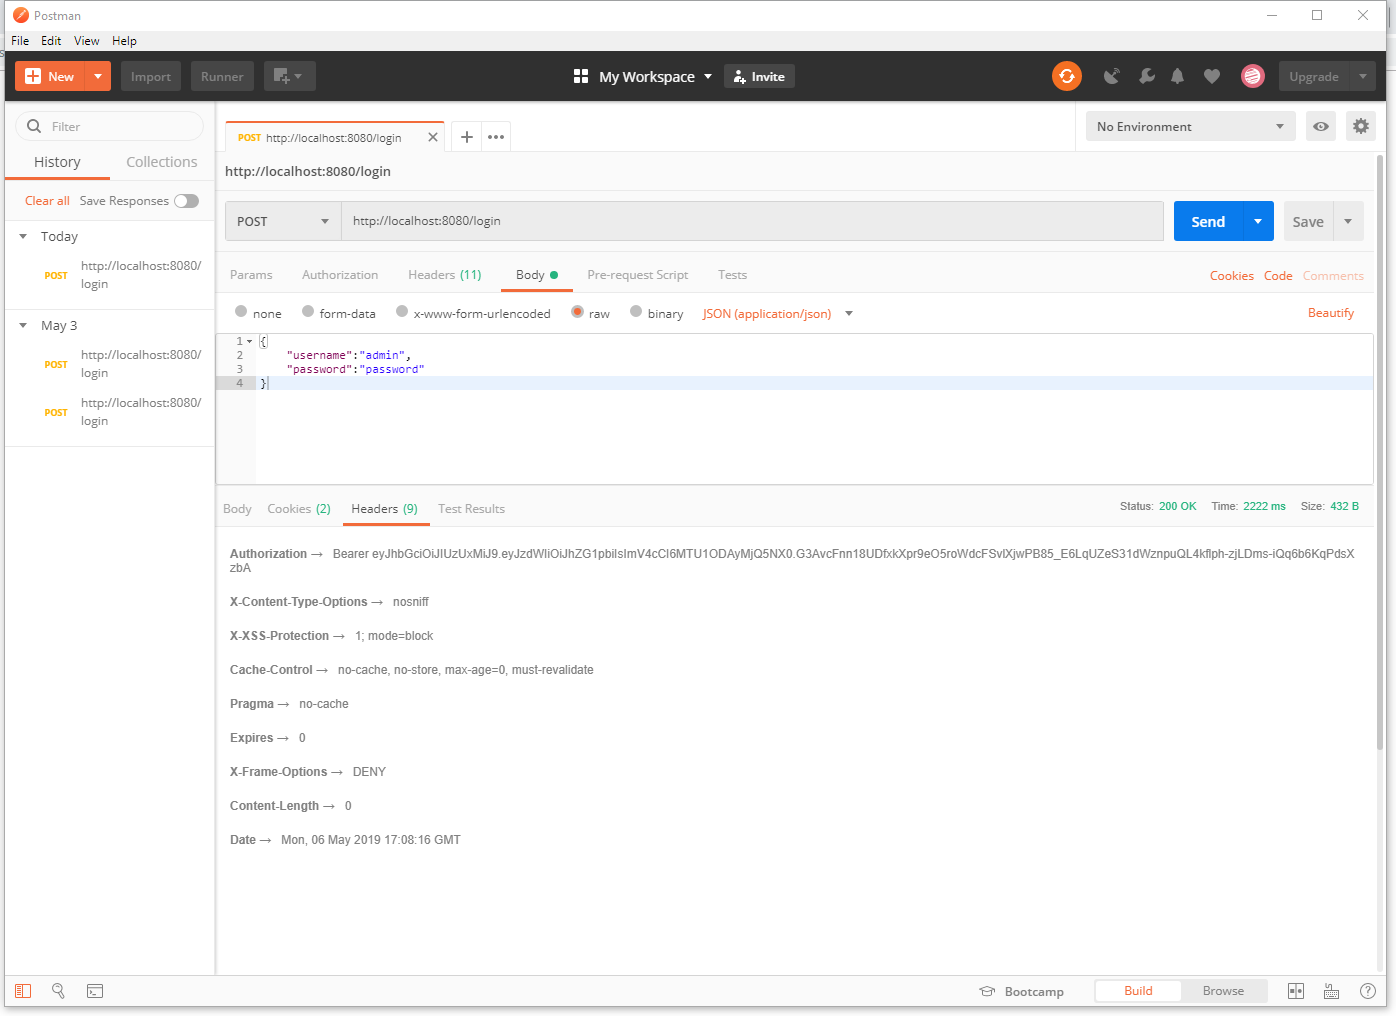 Postman
File Edit View Help
New Import Runner My Workspace Invite Upgrade
Filter
History Collections
Clear all Save Responses
Today
POST http://localhost:8080/
login
May 3
POST http://localhost:8080/
login
POST http://localhost:8080/
login
POST http://localhost:8080/login
No Environment
http://localhost:8080/login
POST http://localhost:8080/login Send Save
Params Authorization Headers (11) Body Pre-request Script Tests Cookies Code Comments
none form-data x-www-form-urlencoded raw binary JSON (application/json) Beautify
1 {
2 "username":"admin",
3 "password":"password"
4 }
Body Cookies (2) Headers (9) Test Results Status: 200 OK Time: 2222 ms Size: 432 B
Authorization → Bearer eyJhbGciOiJIUzUxMiJ9.eyJzdWIiOiJhZG1pbiIsImV4cCI6MTU1ODAyMjQ5NX0.G3AvcFnn18UDfxkXpr9eO5roWdcFSvlXjwPB85_E6LqUZeS31dWznpuQL4kflph-zjLDms-iQq6b6KqPdsX
zbA
X-Content-Type-Options → nosniff
X-XSS-Protection → 1; mode=block
Cache-Control → no-cache, no-store, max-age=0, must-revalidate
Pragma → no-cache
Expires → 0
X-Frame-Options → DENY
Content-Length → 0
Date → Mon, 06 May 2019 17:08:16 GMT
Bootcamp Build Browse